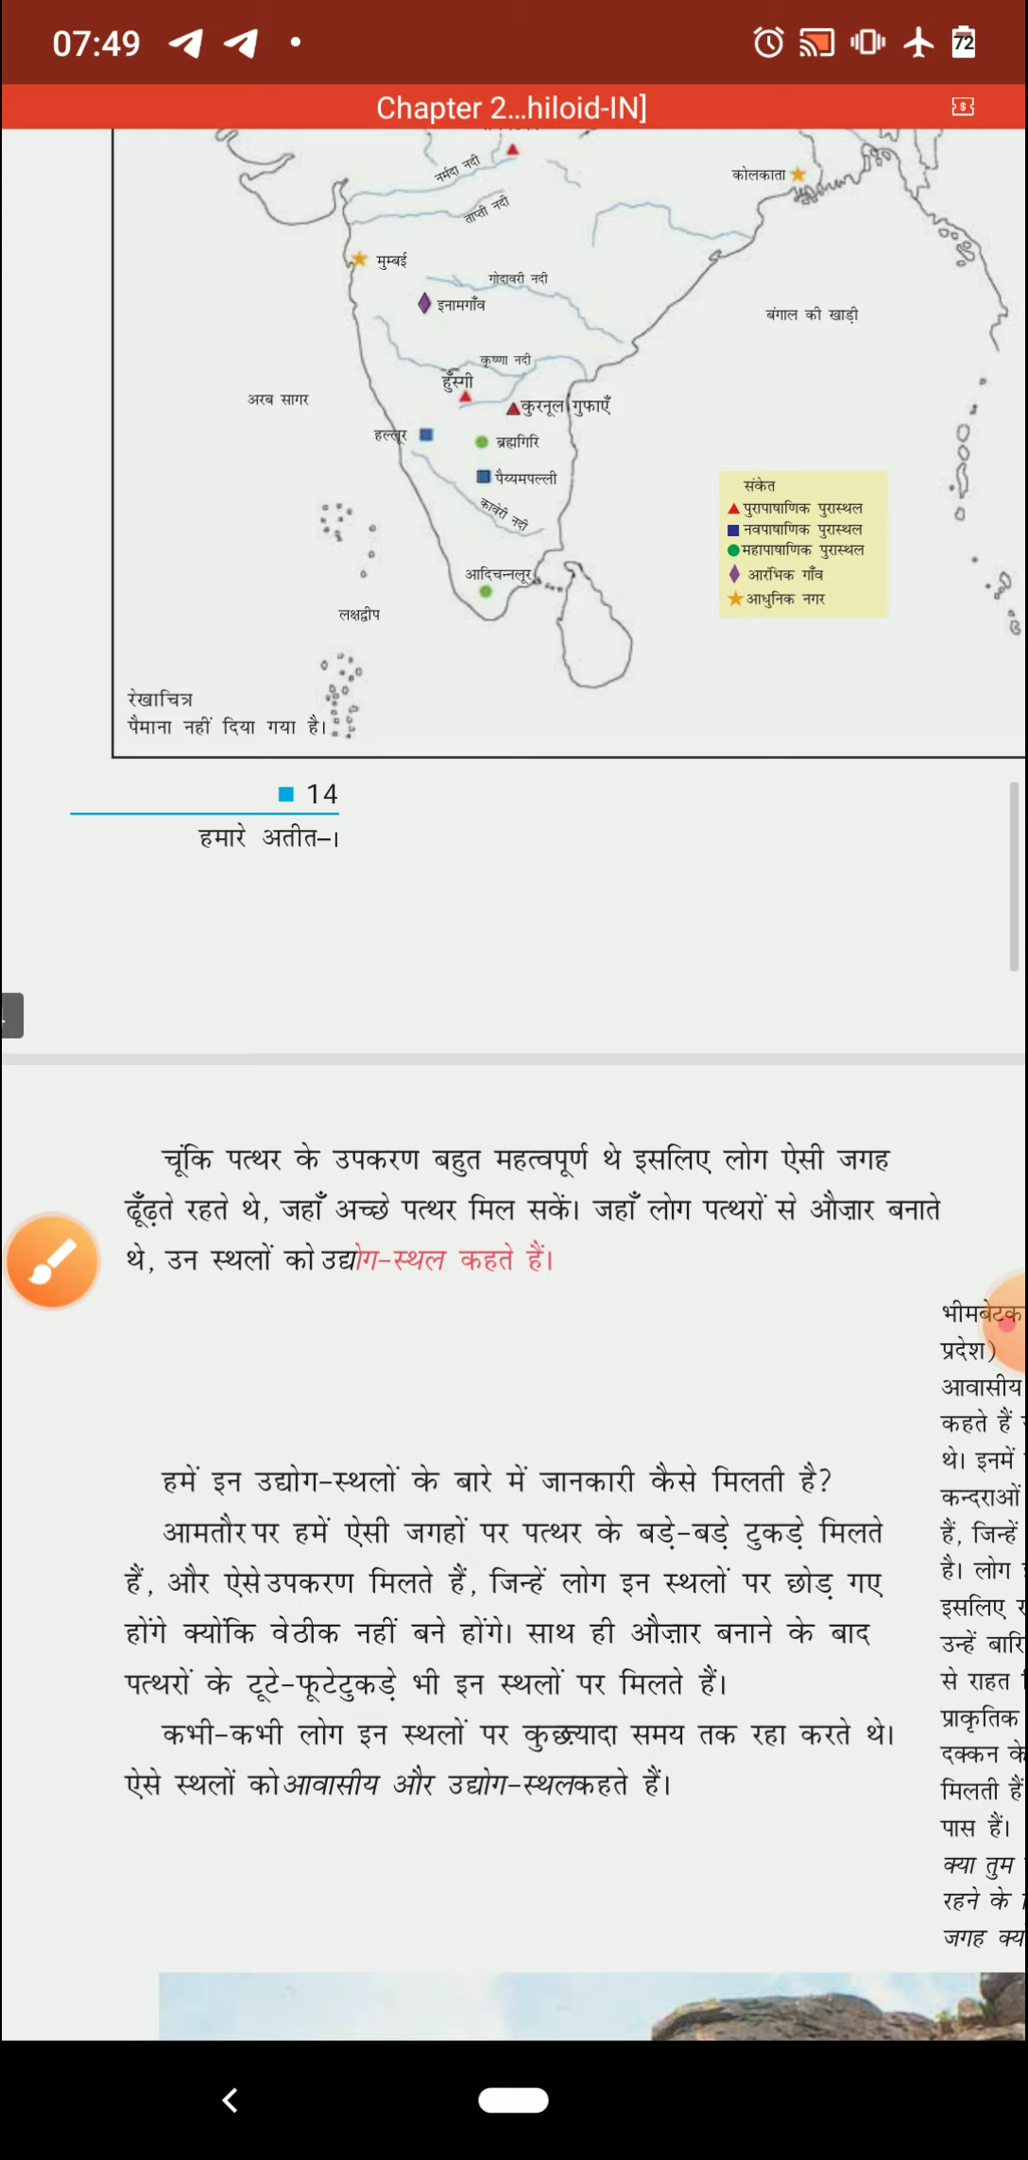 07:49
72
Chapter 2...hiloid-IN]
नर्मदा नदी
कोलकाता
ताप्ती नदी
मुम्बई
गोदावरी नदी
इनामगाँव
बंगाल की खाड़ी
कृष्णा नदी
हुँस्गी
अरब सागर
कुरनूल गुफाएँ
हल्लूर
ब्रह्मगिरि
पैय्यमपल्ली
संकेत
पुरापाषाणिक पुरास्थल
कावेरी नदी
नवपाषाणिक पुरास्थल
महापाषाणिक पुरास्थल
आदिचन्नलूर
आरंभिक गाँव
आधुनिक नगर
लक्षद्वीप
रेखाचित्र
पैमाना नहीं दिया गया है।
14
हमारे अतीत–।
चूंकि पत्थर के उपकरण बहुत महत्वपूर्ण थे इसलिए लोग ऐसी जगह
ढूँढ़ते रहते थे, जहाँ अच्छे पत्थर मिल सकें। जहाँ लोग पत्थरों से औज़ार बनाते
थे, उन स्थलों को उद्योग-स्थल कहते हैं।
हमें इन उद्योग-स्थलों के बारे में जानकारी कैसे मिलती है?
आमतौर पर हमें ऐसी जगहों पर पत्थर के बड़े-बड़े टुकड़े मिलते
हैं, और ऐसे उपकरण मिलते हैं, जिन्हें लोग इन स्थलों पर छोड़ गए
होंगे क्योंकि वे ठीक नहीं बने होंगे। साथ ही औज़ार बनाने के बाद
पत्थरों के टूटे-फूटे टुकड़े भी इन स्थलों पर मिलते हैं।
कभी-कभी लोग इन स्थलों पर कुछ ज़्यादा समय तक रहा करते थे।
ऐसे स्थलों को आवासीय और उद्योग-स्थल कहते हैं।
भीमबेटक
प्रदेश)
आवासीय
कहते हैं
थे। इनमें
कन्दराओं
हैं, जिन्हें
है। लोग
इसलिए
उन्हें बारि
से राहत
प्राकृतिक
दक्कन के
मिलती हैं
पास हैं।
क्या तुम
रहने के
जगह क्य